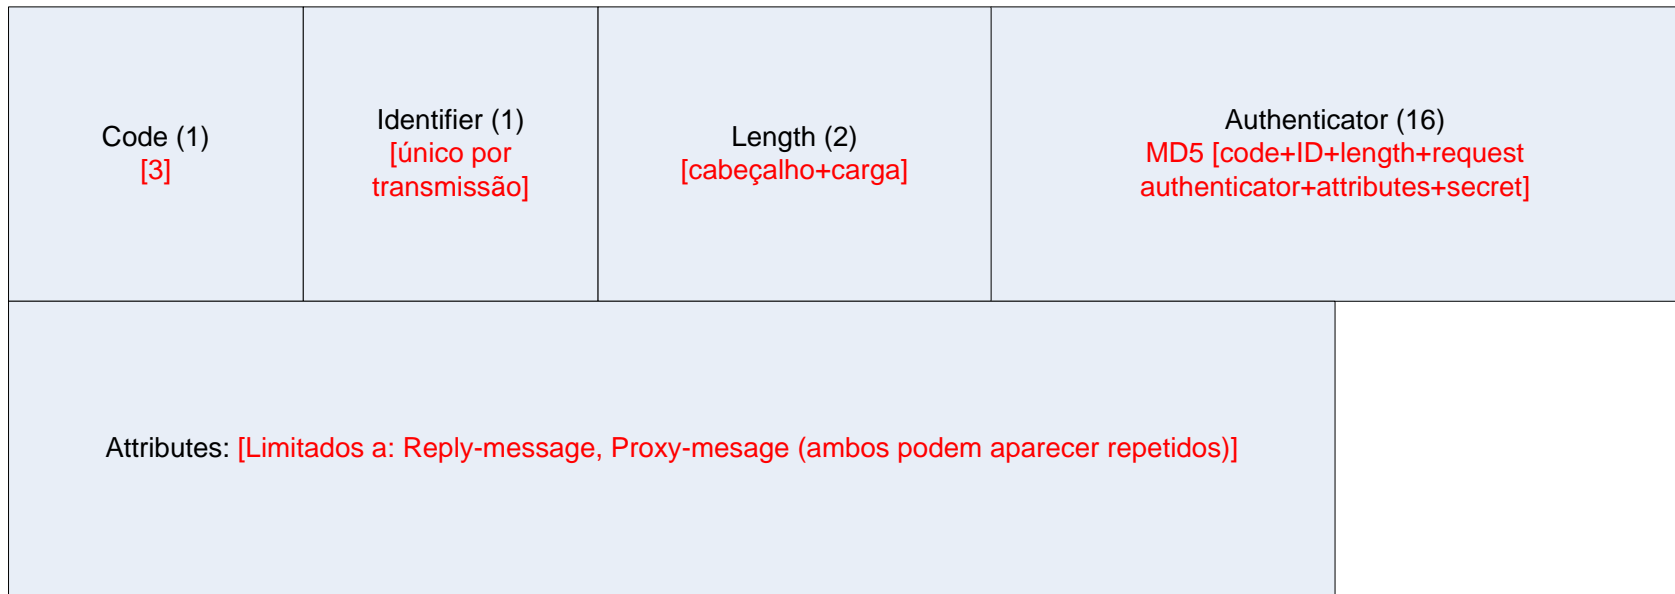 Code (1)
[3]
Identifier (1)
[único por
transmissão]
Length (2)
[cabeçalho+carga]
Authenticator (16)
MD5 [code+ID+length+request
authenticator+attributes+secret]
Attributes: [Limitados a: Reply-message, Proxy-mesage (ambos podem aparecer repetidos)]